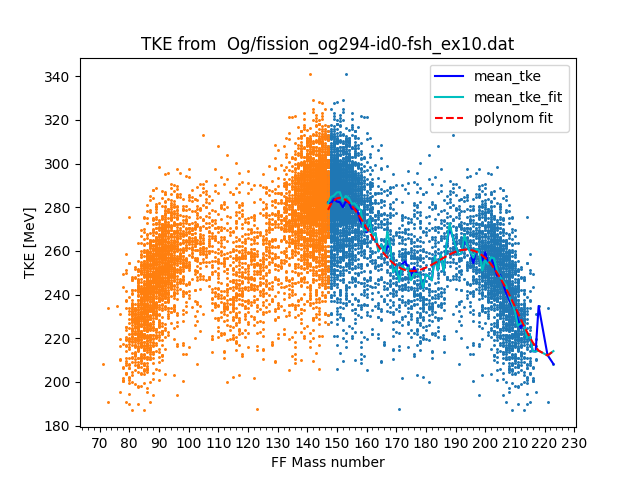 TKE from  Og/fission_og294-id0-fsh_ex10.dat
mean_tke
mean_tke_fit
polynom fit
TKE [MeV]
340
320
300
280
260
240
220
200
180
70 80 90 100 110 120 130 140 150 160 170 180 190 200 210 220 230
FF Mass number